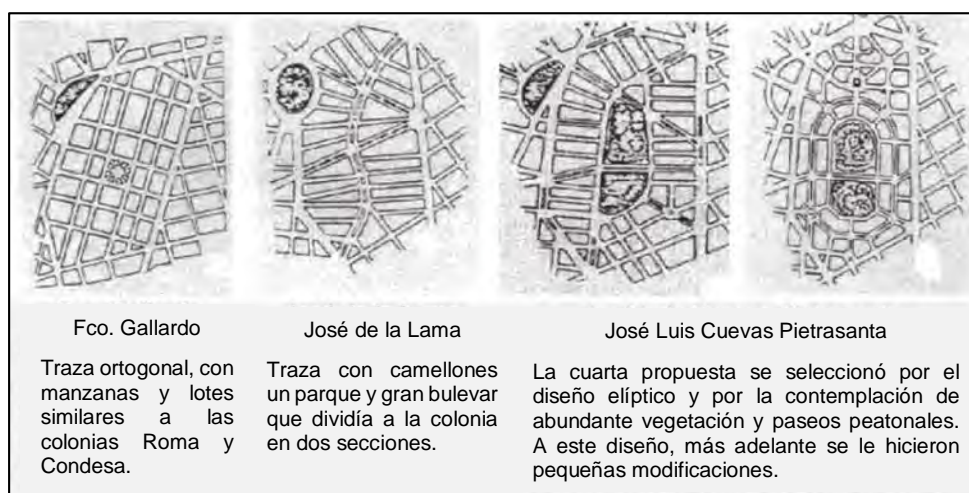 Fco. Gallardo
Traza ortogonal, con
manzanas y lotes
similares a las
colonias Roma y
Condesa.
José de la Lama
Traza con camellones
un parque y gran bulevar
que dividía a la colonia
en dos secciones.
José Luis Cuevas Pietrasanta
La cuarta propuesta se seleccionó por el
diseño elíptico y por la contemplación de
abundante vegetación y paseos peatonales.
A este diseño, más adelante se le hicieron
pequeñas modificaciones.